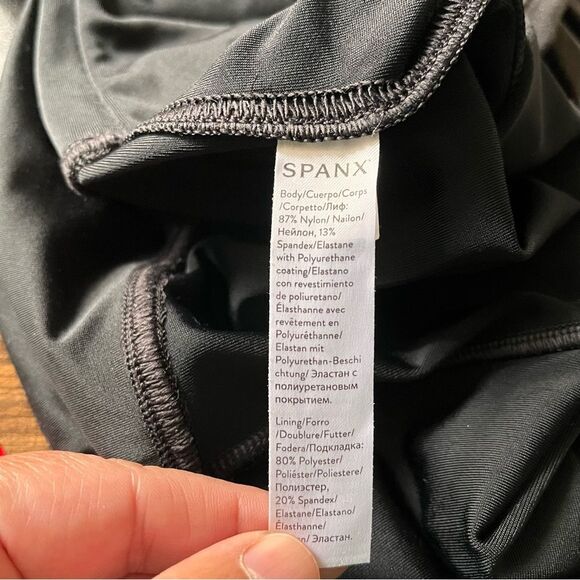 SPANX
Body/Cuerpo/Corps
/Corpetto/Лиф:
87% Nylon/ Nailon/
Нейлон, 13%
Spandex/Elastane
with Polyurethane
coating/Elastano
con revestimiento
de poliuretano/
Élasthanne avec
revêtement en
Polyuréthanne/
Elastan mit
Polyurethan-Beschi
chtung/ Эластан с
полиуретановым
покрытием.
Lining/Forro
/Doublure/Futter/
Fodera/Подкладка:
80% Polyester/
Poliéster/Poliestere/
Полиэстер,
20% Spandex/
Elastane/Elastano/
Élasthanne/
Эластан.